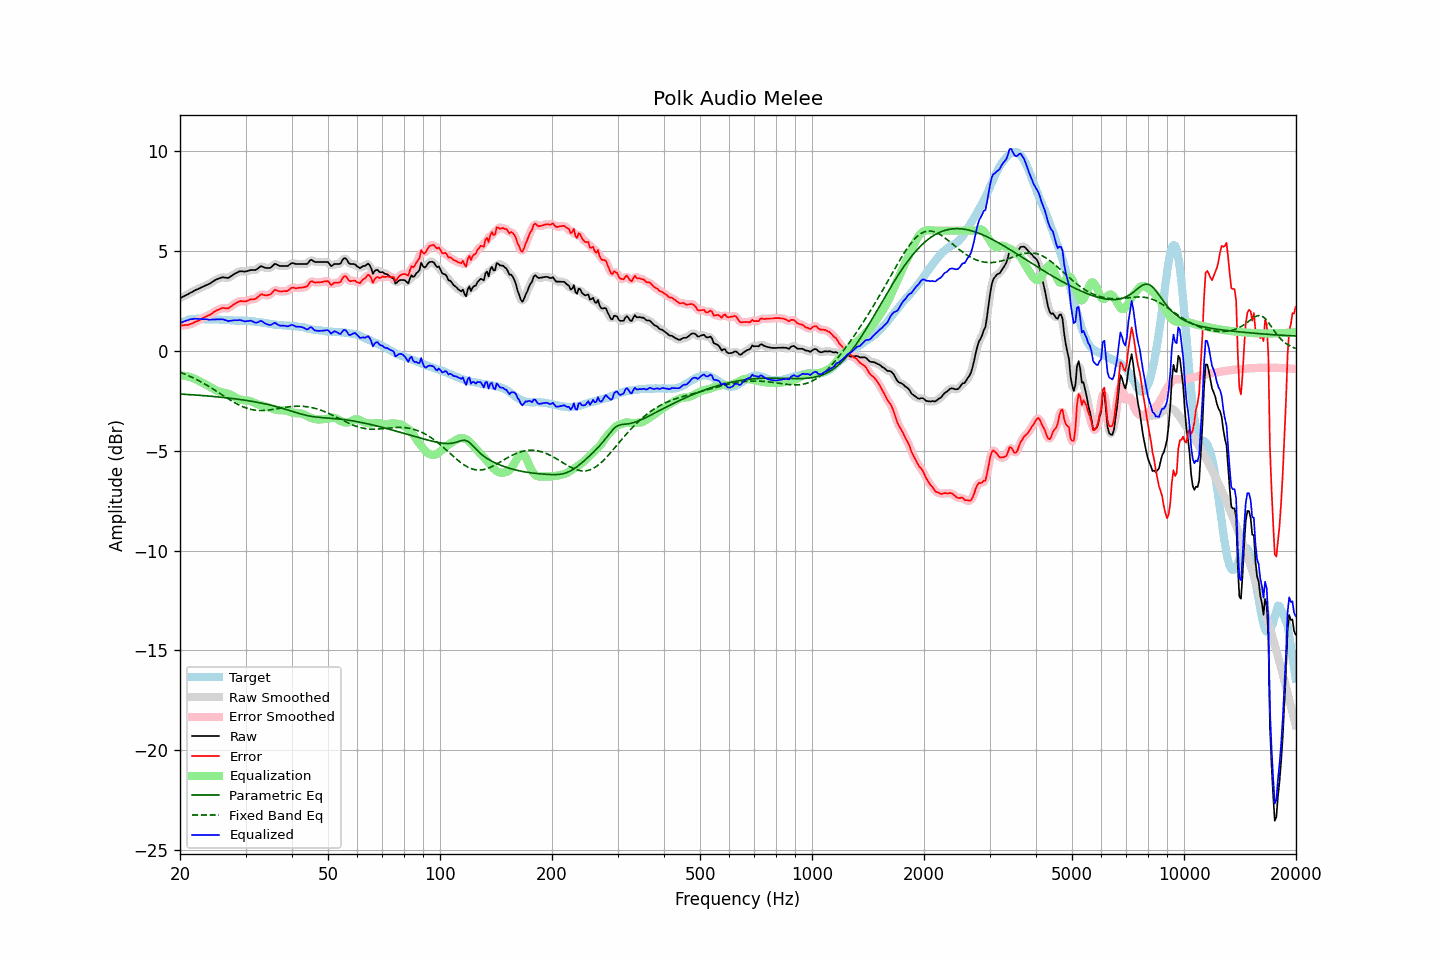 Polk Audio Melee
Amplitude (dBr)
10
5
0
−5
−10
−15
−20
−25
Target
Raw Smoothed
Error Smoothed
Raw
Error
Equalization
Parametric Eq
Fixed Band Eq
Equalized
20 50 100 200 500 1000 2000 5000 10000 20000
Frequency (Hz)